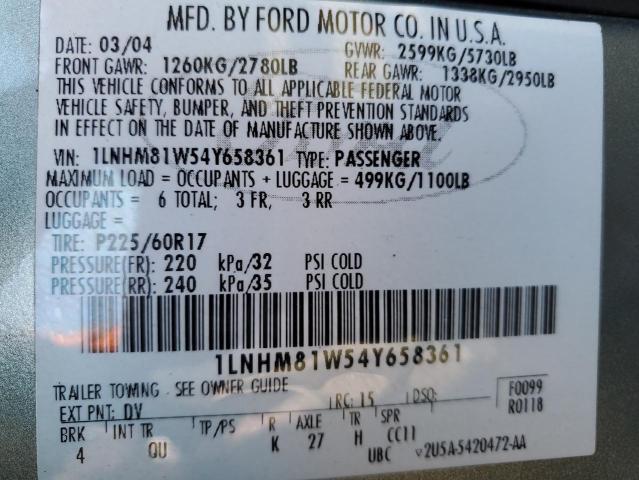 MFD. BY FORD MOTOR CO. IN U.S.A.
DATE: 03/04 GVWR: 2599KG/5730LB
FRONT GAWR: 1260KG/2780LB REAR GAWR: 1338KG/2950LB
THIS VEHICLE CONFORMS TO ALL APPLICABLE FEDERAL MOTOR
VEHICLE SAFETY, BUMPER, AND THEFT PREVENTION STANDARDS
IN EFFECT ON THE DATE OF MANUFACTURE SHOWN ABOVE.
VIN: 1LNHM81W54Y658361 TYPE: PASSENGER
MAXIMUM LOAD = OCCUPANTS + LUGGAGE = 499KG/1100LB
OCCUPANTS = 6 TOTAL; 3 FR, 3 RR
LUGGAGE =
TIRE: P225/60R17
PRESSURE(FR) 220 kPa/32 PSI COLD
PRESSURE(RR) 240 kPa/35 PSI COLD
1LNHM81W54Y658361
TRAILER TOWING - SEE OWNER GUIDE F0099
EXT PNT: DV RC: 15 DSO: R0118
BRK INT TR TP/PS R AXLE TR SPR
4 QU K 27 H CC11
UBC V2U5A-5420472-AA